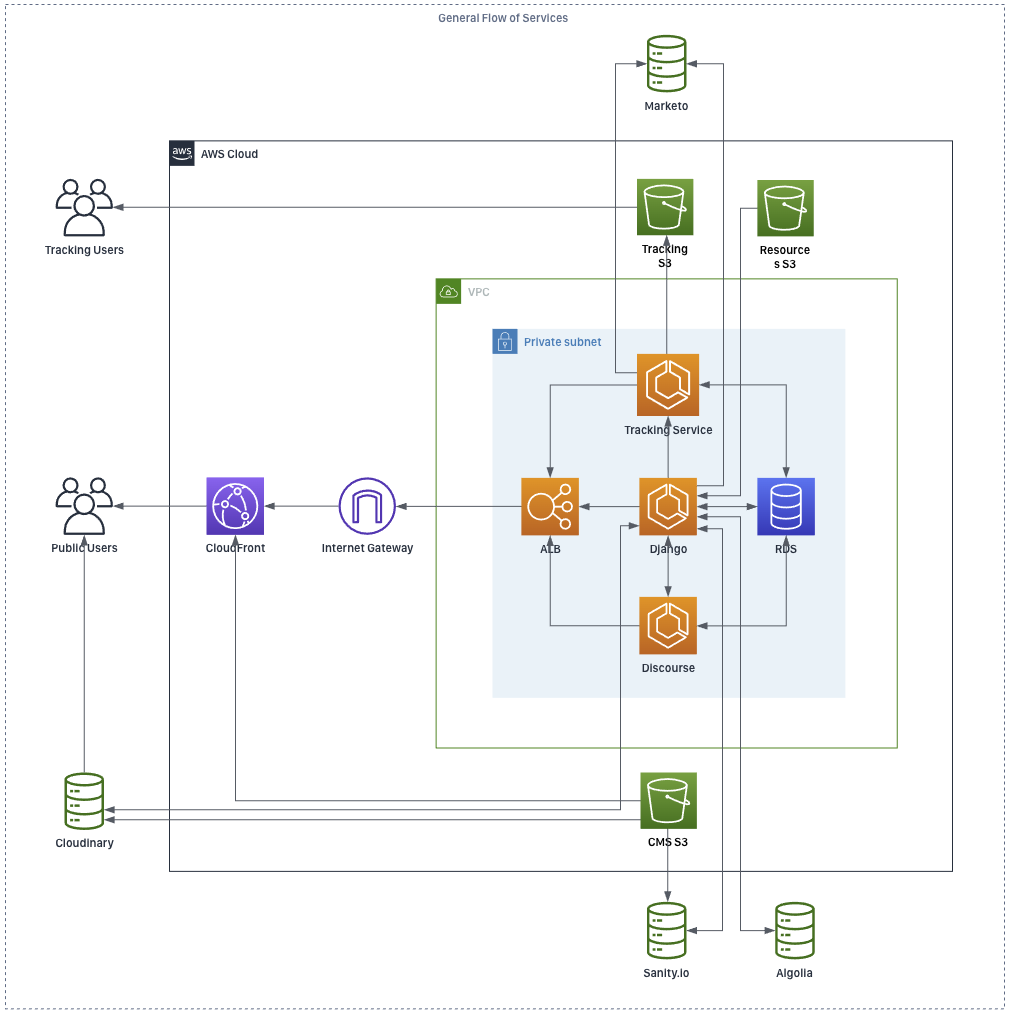 General Flow of Services
Marketo
aws
AWS Cloud
Tracking Users
Tracking
S3
Resource
s S3
VPC
Private subnet
Tracking Service
Public Users
CloudFront
Internet Gateway
ALB
Django
RDS
Discourse
Cloudinary
CMS S3
Sanity.io
Algolia